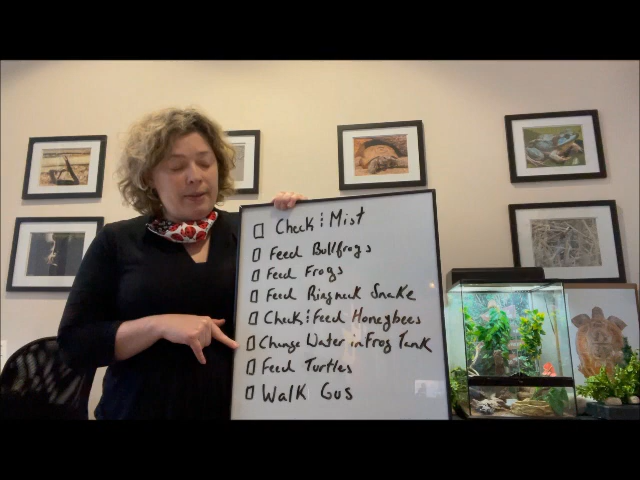 Check & Mist
Feed Bullfrogs
Feed Frogs
Feed Ringneck Snake
Check & Feed Honeybees
Change Water in Frog Tank
Feed Turtles
Walk Gus